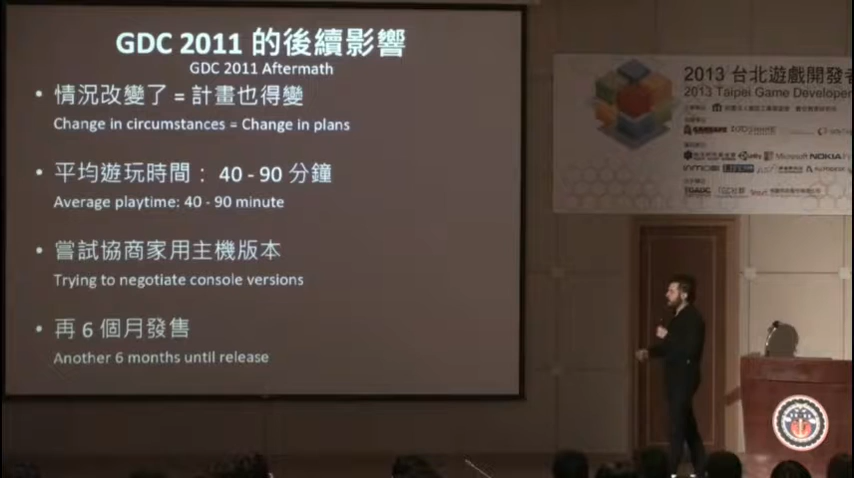 GDC 2011 的後續影響
GDC 2011 Aftermath
• 情況改變了 = 計畫也得變
Change in circumstances = Change in plans
• 平均遊玩時間： 40 - 90 分鐘
Average playtime: 40 - 90 minute
• 嘗試協商家用主機版本
Trying to negotiate console versions
• 再 6 個月發售
Another 6 months until release
2013 台北遊戲開發者
2013 Taipei Game Developer
unity Microsoft NOKIA